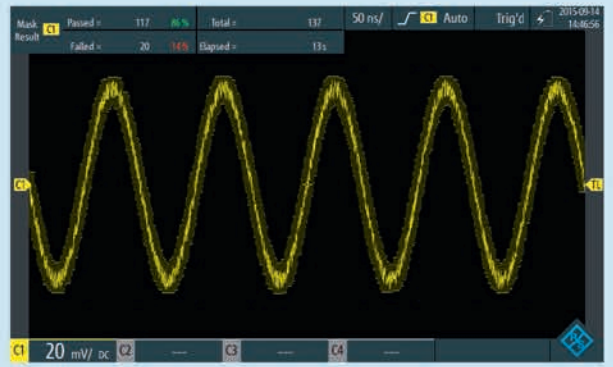 Mask Result C1 Passed = 117 86% Total = 137 50 ns/ C1 Auto Trig'd 2015-09-14
14:46:56
Failed = 20 14% Elapsed = 13s
C1 TL
C1 20 mV/ DC C2 --- C3 --- C4 ---